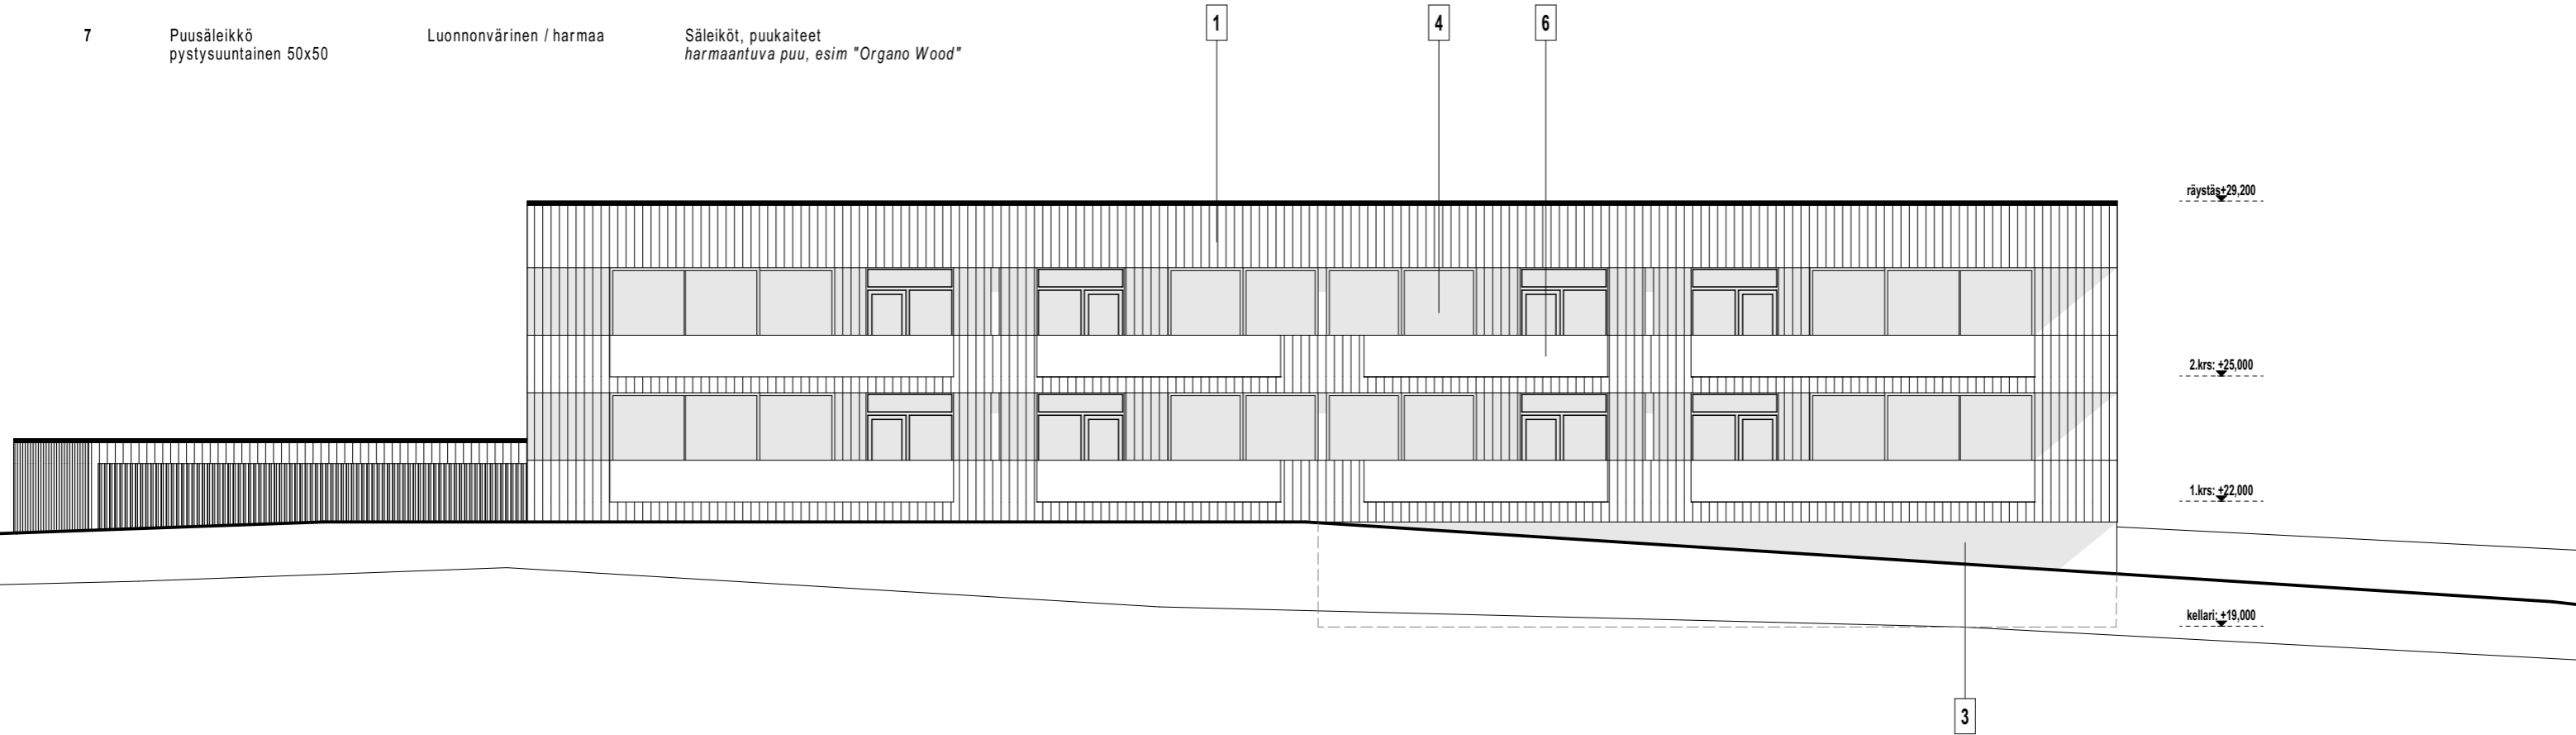 1 4 6
7 Puusäleikkö Luonnonvärinen / harmaa Säleiköt, puukaiteet
pystysuuntainen 50x50 harmaantuva puu, esim "Organo Wood"
räystäs+29,200
2.krs: +25,000
1.krs: +22,000
kellari: +19,000
3